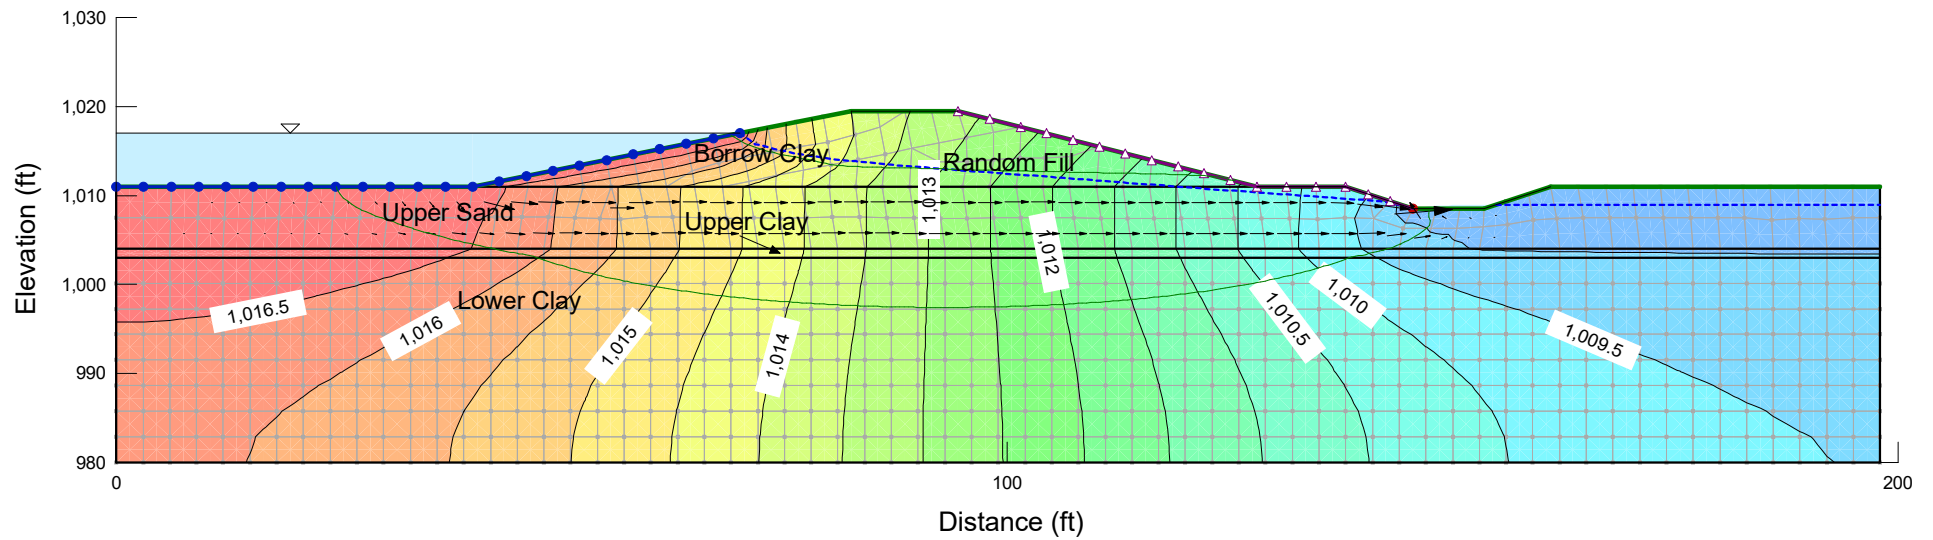 1,030
1,020
1,010
1,000
990
980
Elevation (ft)
Borrow Clay
Random Fill
Upper Sand
Upper Clay
Lower Clay
1,016.5
1,016
1,015
1,014
1,013
1,012
1,010.5
1,010
1,009.5
0
100
200
Distance (ft)